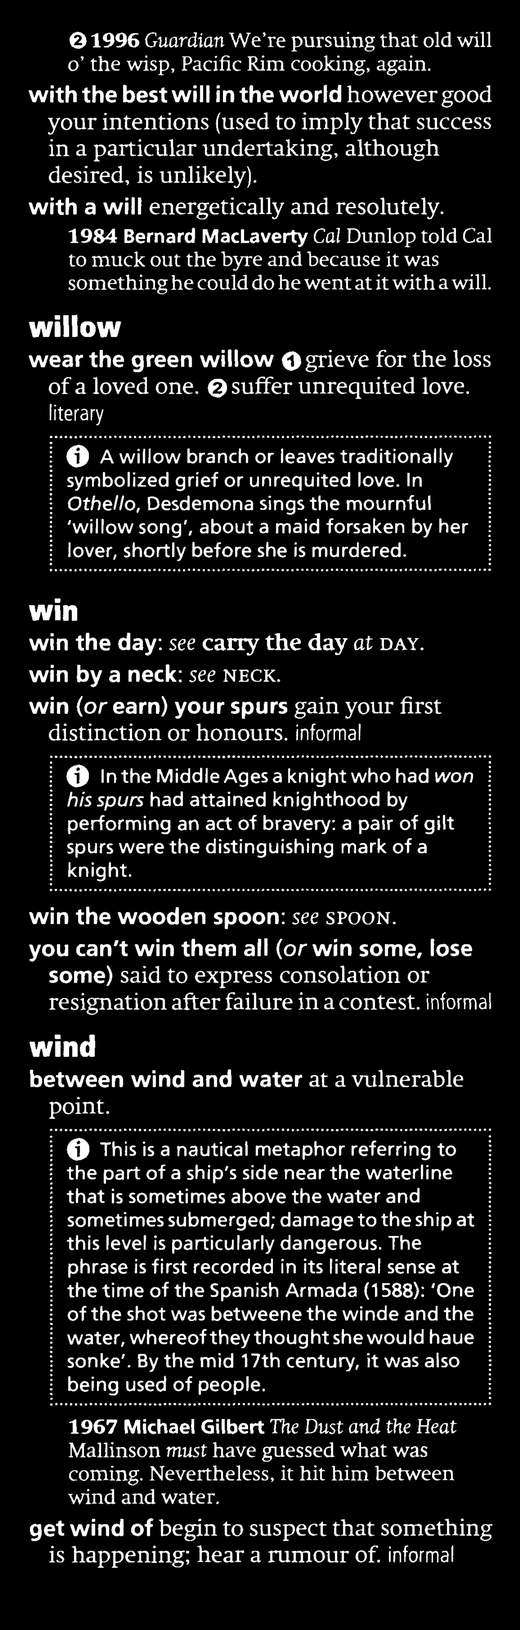 ❷ 1996 Guardian We're pursuing that old will
o' the wisp, Pacific Rim cooking, again.
with the best will in the world however good
your intentions (used to imply that success
in a particular undertaking, although
desired, is unlikely).
with a will energetically and resolutely.
1984 Bernard MacLaverty Cal Dunlop told Cal
to muck out the byre and because it was
something he could do he went at it with a will.
willow
wear the green willow ❶ grieve for the loss
of a loved one. ❷ suffer unrequited love.
literary
ⓘ A willow branch or leaves traditionally
symbolized grief or unrequited love. In
Othello, Desdemona sings the mournful
'willow song', about a maid forsaken by her
lover, shortly before she is murdered.
win
win the day: see carry the day at DAY.
win by a neck: see NECK.
win (or earn) your spurs gain your first
distinction or honours. informal
ⓘ In the Middle Ages a knight who had won
his spurs had attained knighthood by
performing an act of bravery: a pair of gilt
spurs were the distinguishing mark of a
knight.
win the wooden spoon: see SPOON.
you can't win them all (or win some, lose
some) said to express consolation or
resignation after failure in a contest. informal
wind
between wind and water at a vulnerable
point.
ⓘ This is a nautical metaphor referring to
the part of a ship's side near the waterline
that is sometimes above the water and
sometimes submerged; damage to the ship at
this level is particularly dangerous. The
phrase is first recorded in its literal sense at
the time of the Spanish Armada (1588): 'One
of the shot was betweene the winde and the
water, whereof they thought she would haue
sonke'. By the mid 17th century, it was also
being used of people.
1967 Michael Gilbert The Dust and the Heat
Mallinson must have guessed what was
coming. Nevertheless, it hit him between
wind and water.
get wind of begin to suspect that something
is happening; hear a rumour of. informal